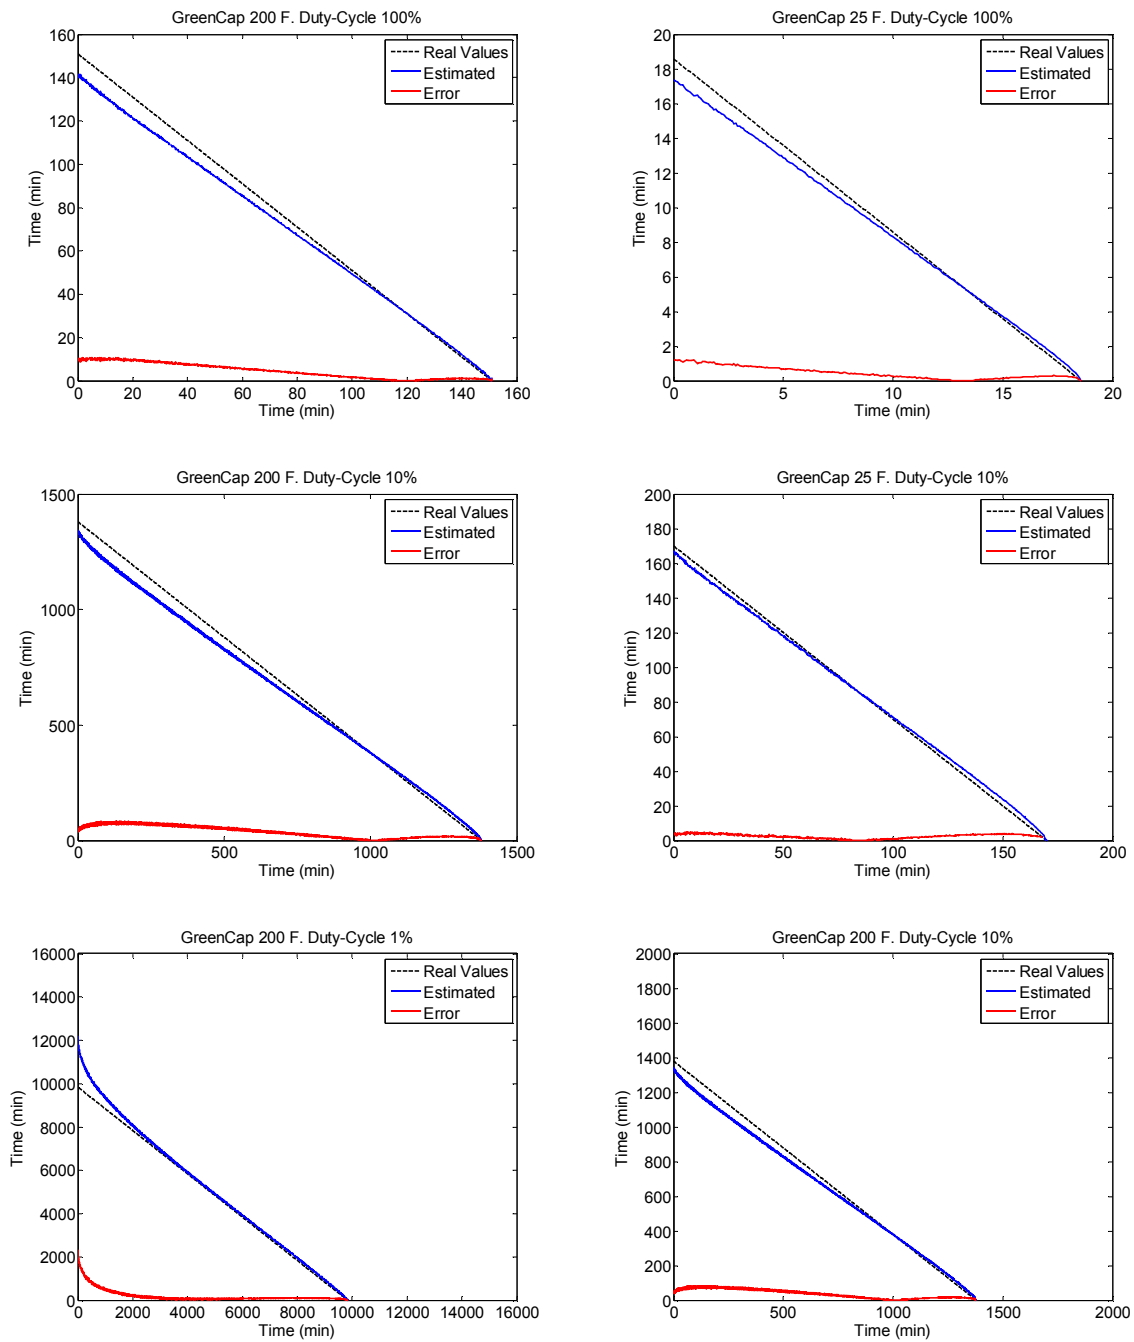 GreenCap 200 F. Duty-Cycle 100%
160
140
120
100
80
60
40
20
0
Time (min)
Real Values
Estimated
Error
0 20 40 60 80 100 120 140 160
Time (min)
GreenCap 25 F. Duty-Cycle 100%
20
18
16
14
12
10
8
6
4
2
0
Time (min)
Real Values
Estimated
Error
0 5 10 15 20
Time (min)
GreenCap 200 F. Duty-Cycle 10%
1500
1000
500
0
Time (min)
Real Values
Estimated
Error
0 500 1000 1500
Time (min)
GreenCap 25 F. Duty-Cycle 10%
200
180
160
140
120
100
80
60
40
20
0
Time (min)
Real Values
Estimated
Error
0 50 100 150 200
Time (min)
GreenCap 200 F. Duty-Cycle 1%
16000
14000
12000
10000
8000
6000
4000
2000
0
Time (min)
Real Values
Estimated
Error
0 2000 4000 6000 8000 10000 12000 14000 16000
Time (min)
GreenCap 200 F. Duty-Cycle 10%
2000
1800
1600
1400
1200
1000
800
600
400
200
0
Time (min)
Real Values
Estimated
Error
0 500 1000 1500 2000
Time (min)